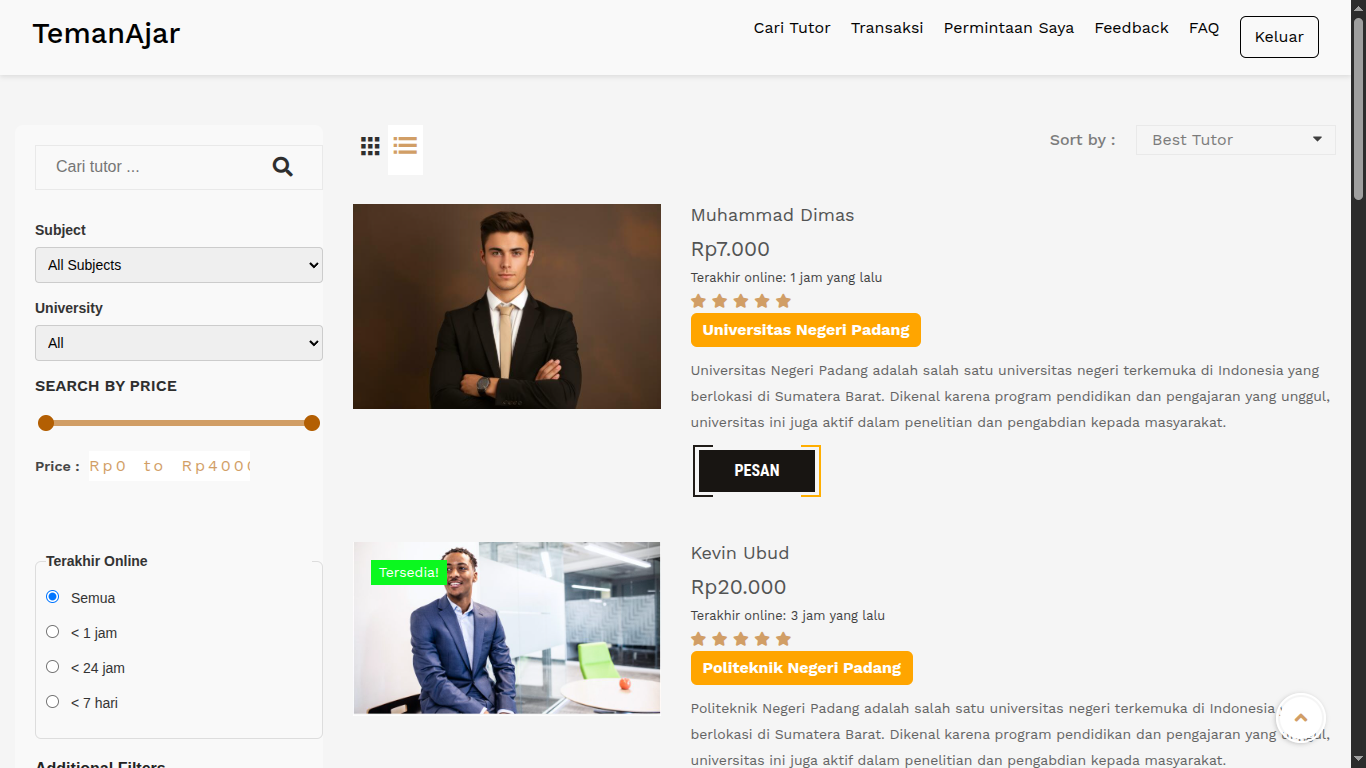 TemanAjar
Cari Tutor
Transaksi
Permintaan Saya
Feedback
FAQ
Keluar
Cari tutor ...
Subject
All Subjects
University
All
SEARCH BY PRICE
Price :
Rp0 to Rp400
Terakhir Online
Semua
< 1 jam
< 24 jam
< 7 hari
Additional Filters
Sort by :
Best Tutor
Muhammad Dimas
Rp7.000
Terakhir online: 1 jam yang lalu
Universitas Negeri Padang
Universitas Negeri Padang adalah salah satu universitas negeri terkemuka di Indonesia yang
berlokasi di Sumatera Barat. Dikenal karena program pendidikan dan pengajaran yang unggul,
universitas ini juga aktif dalam penelitian dan pengabdian kepada masyarakat.
PESAN
Tersedia!
Kevin Ubud
Rp20.000
Terakhir online: 3 jam yang lalu
Politeknik Negeri Padang
Politeknik Negeri Padang adalah salah satu universitas negeri terkemuka di Indonesia
berlokasi di Sumatera Barat. Dikenal karena program pendidikan dan pengajaran yang
universitas ini juga aktif dalam penelitian dan pengabdian kepada masyarakat.